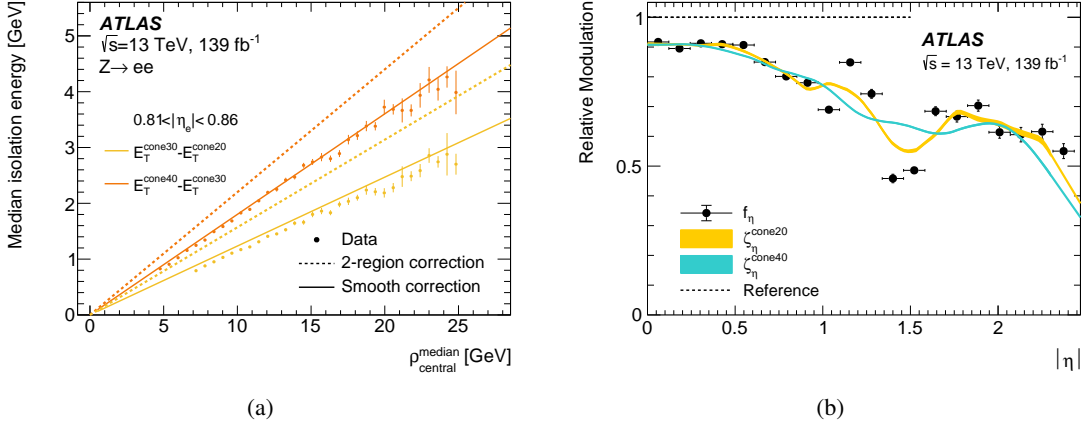 Median isolation energy [GeV]
ATLAS
√s=13 TeV, 139 fb⁻¹
Z→ ee
0.81<|η_e|< 0.86
E_T^cone30-E_T^cone20
E_T^cone40-E_T^cone30
Data
2-region correction
Smooth correction
0
1
2
3
4
5
0 5 10 15 20 25
ρ_central^median [GeV]
(a)
Relative Modulation
ATLAS
√s = 13 TeV, 139 fb⁻¹
f_η
ζ_η^cone20
ζ_η^cone40
Reference
0
0.5
1
0 0.5 1 1.5 2
|η|
(b)